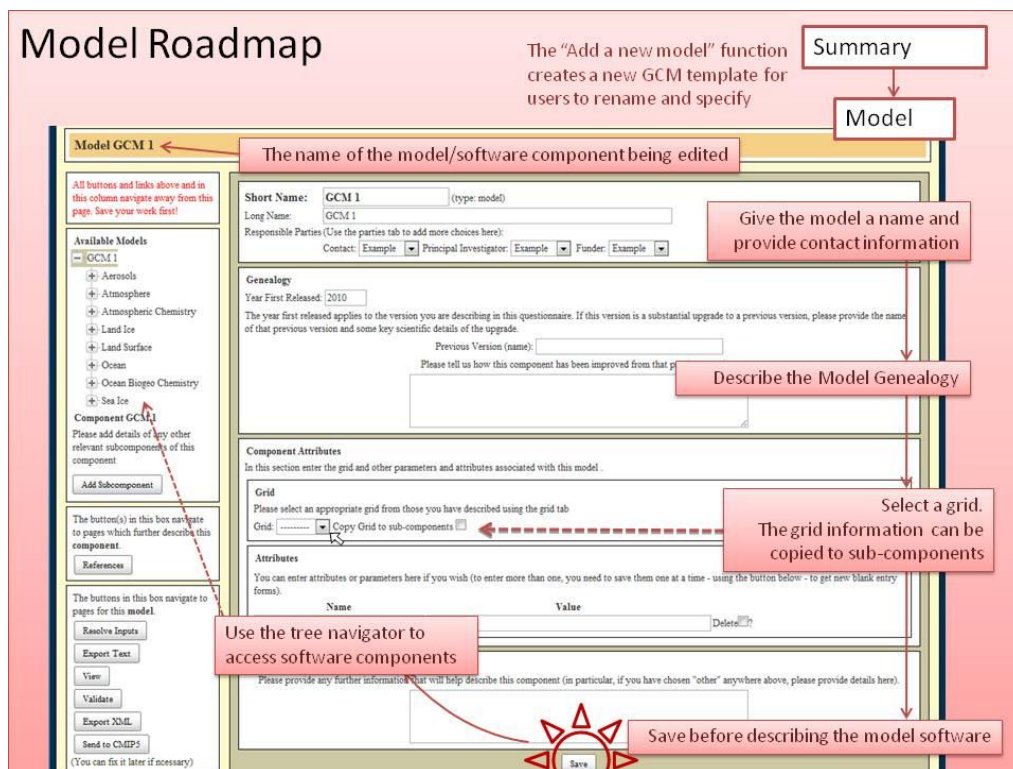 Model Roadmap
The “Add a new model” function
creates a new GCM template for
users to rename and specify
Summary
Model
Model GCM 1
The name of the model/software component being edited
All buttons and links above and in
this column navigate away from this
page. Save your work first!
Available Models
GCM 1
Aerosols
Atmosphere
Atmospheric Chemistry
Land Ice
Land Surface
Ocean
Ocean Biogeo Chemistry
Sea Ice
Component GCM 1
Please add details of any other
relevant subcomponents of this
component
Add Subcomponent
The button(s) in this box navigate
to pages which further describe this
component.
References
The buttons in this box navigate to
pages for this model.
Resolve Inputs
Export Text
View
Validate
Export XML
Send to CMIP5
(You can fix it later if ncessary)
Short Name: GCM 1 (type: model)
Long Name: GCM 1
Responsible Parties (Use the parties tab to add more choices here):
Contact: Example Principal Investigator: Example Funder: Example
Give the model a name and
provide contact information
Genealogy
Year First Released: 2010
The year first released applies to the version you are describing in this questionnaire. If this version is a substantial upgrade to a previous version, please provide the name
of that previous version and some key scientific details of the upgrade.
Previous Version (name):
Please tell us how this component has been improved from that
Describe the Model Genealogy
Component Attributes
In this section enter the grid and other parameters and attributes associated with this model .
Grid
Please select an appropriate grid from those you have described using the grid tab
Grid: --------- Copy Grid to sub-components
Select a grid.
The grid information can be
copied to sub-components
Attributes
You can enter attributes or parameters here if you wish (to enter more than one, you need to save them one at a time - using the button below - to get new blank entry
forms).
Name Value
Delete ?
Use the tree navigator to
access software components
Please provide any further information that will help describe this component (in particular, if you have chosen "other" anywhere above, please provide details here).
Save before describing the model software
Save